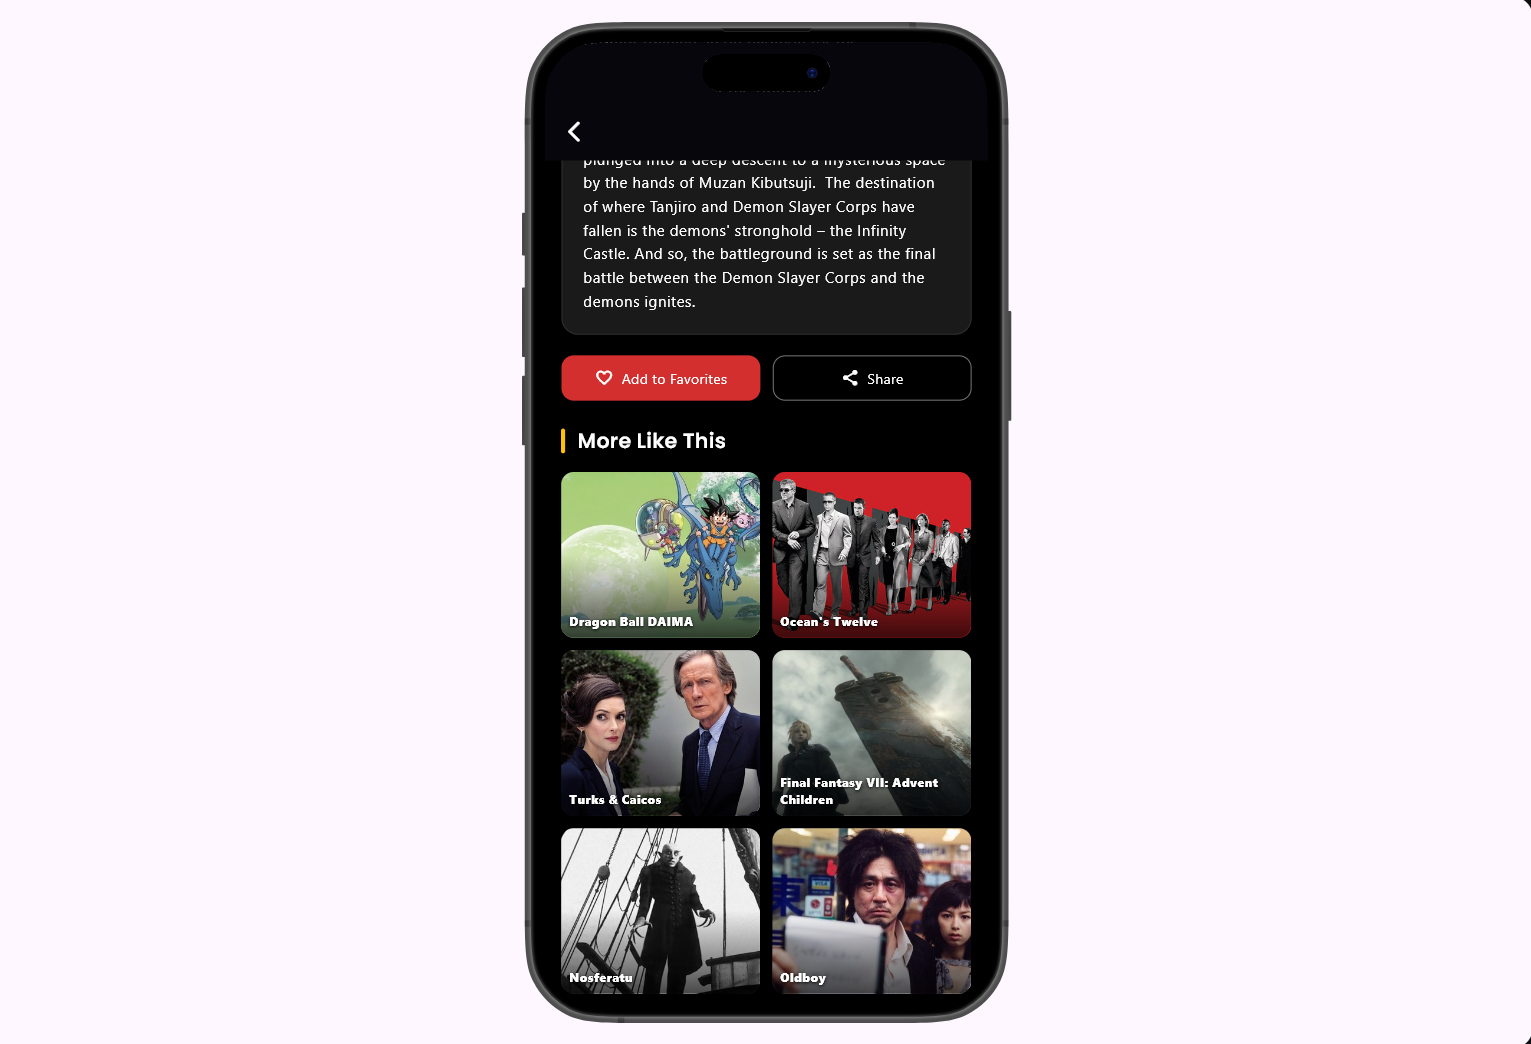 plunged into a deep descent to a mysterious space
by the hands of Muzan Kibutsuji.  The destination
of where Tanjiro and Demon Slayer Corps have
fallen is the demons' stronghold – the Infinity
Castle. And so, the battleground is set as the final
battle between the Demon Slayer Corps and the
demons ignites.
Add to Favorites
Share
More Like This
Dragon Ball DAIMA
Ocean's Twelve
Turks & Caicos
Final Fantasy VII: Advent
Children
VISA
東
Nosferatu
Oldboy